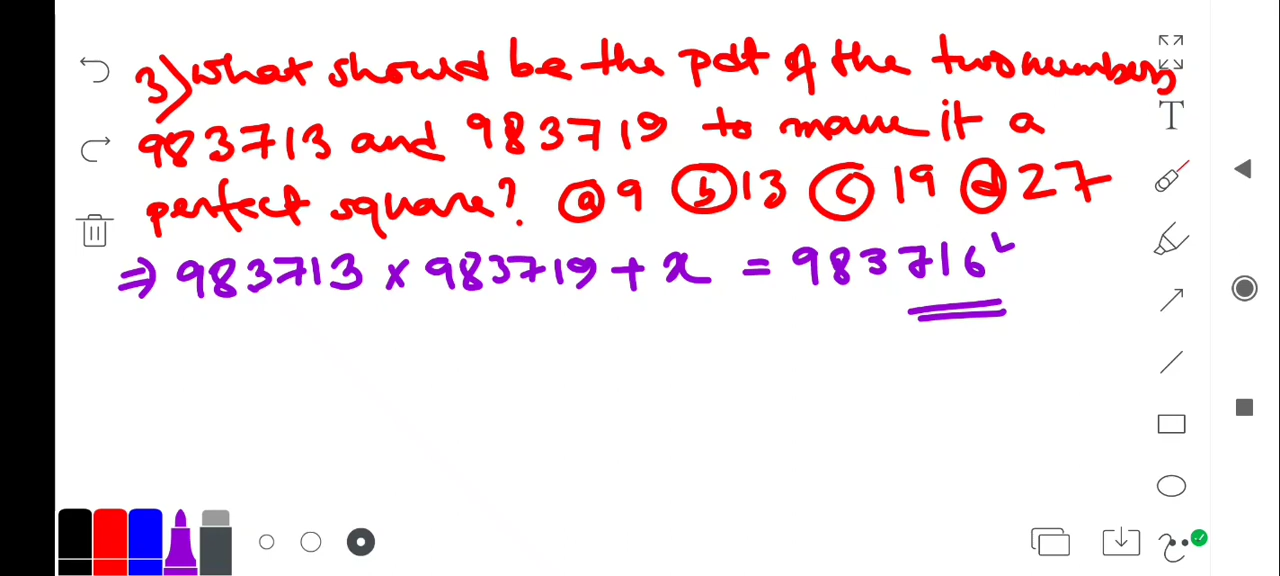 3) what should be the pdt of the two numbers
983713 and 983719 to make it a
perfect square? ⓐ 9 ⓑ 13 ⓒ 19 ⓓ 27
⇒ 983713 × 983719 + x = 983716²
T